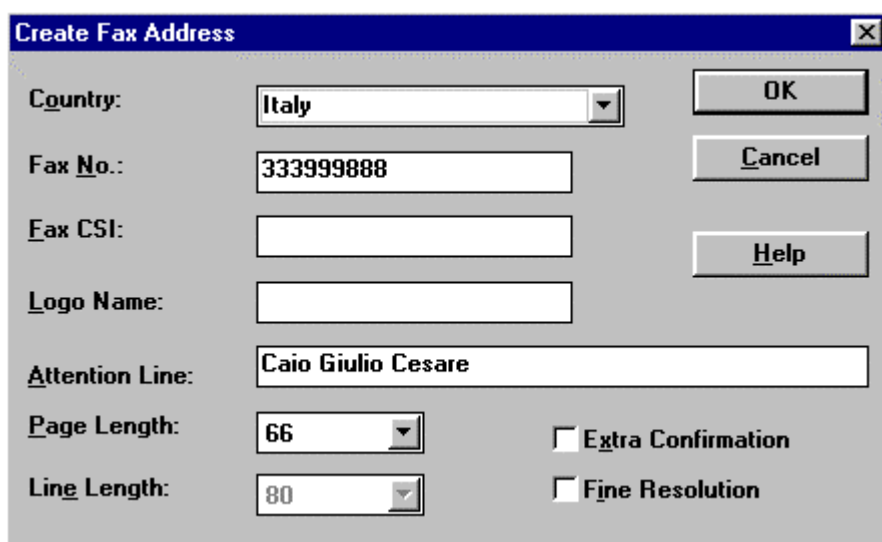 Create Fax Address
Country: Italy
OK
Fax No.: 333999888
Cancel
Fax CSI:
Help
Logo Name:
Attention Line: Caio Giulio Cesare
Page Length: 66
Extra Confirmation
Line Length: 80
Fine Resolution